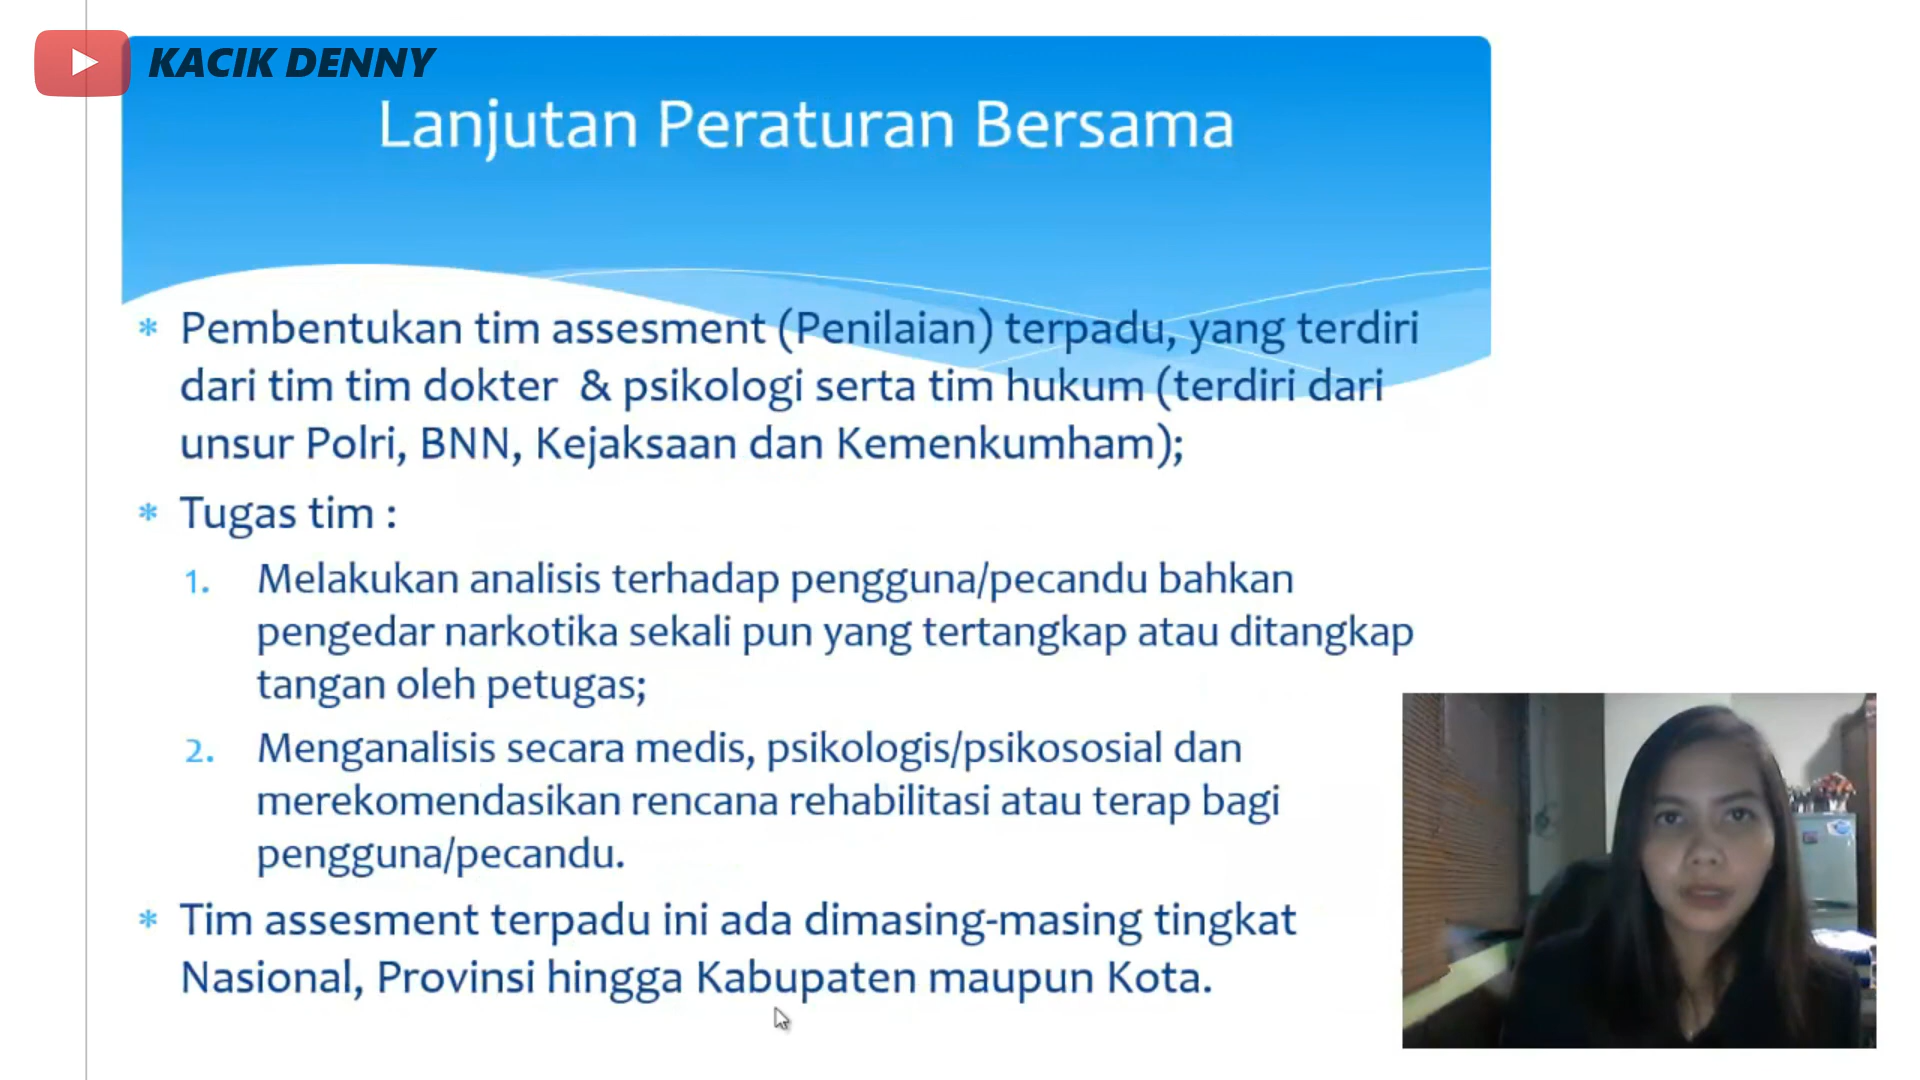 KACIK DENNY
Lanjutan Peraturan Bersama
* Pembentukan tim assesment (Penilaian) terpadu, yang terdiri
dari tim tim dokter & psikologi serta tim hukum (terdiri dari
unsur Polri, BNN, Kejaksaan dan Kemenkumham);
* Tugas tim :
1. Melakukan analisis terhadap pengguna/pecandu bahkan
pengedar narkotika sekali pun yang tertangkap atau ditangkap
tangan oleh petugas;
2. Menganalisis secara medis, psikologis/psikososial dan
merekomendasikan rencana rehabilitasi atau terap bagi
pengguna/pecandu.
* Tim assesment terpadu ini ada dimasing-masing tingkat
Nasional, Provinsi hingga Kabupaten maupun Kota.